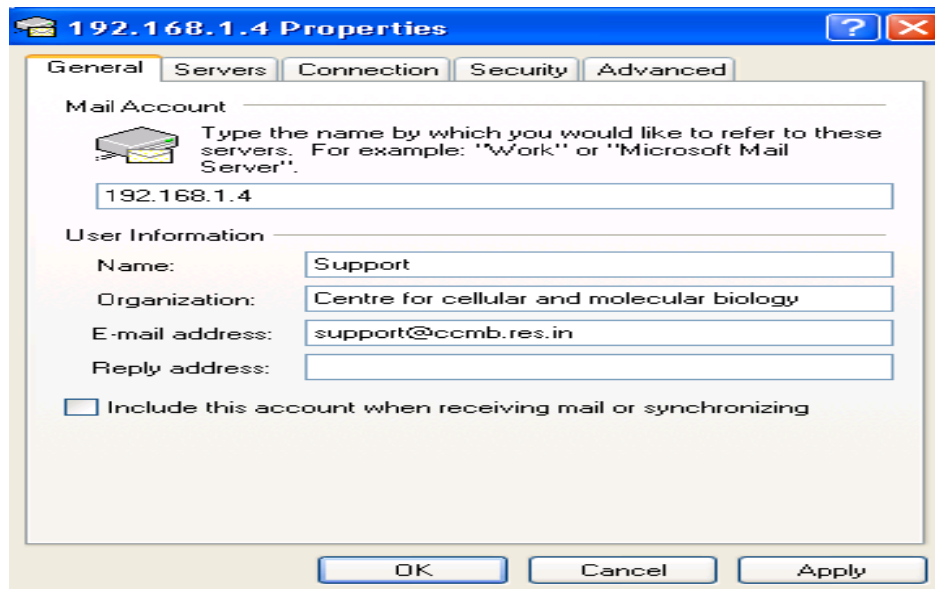 192.168.1.4 Properties
General Servers Connection Security Advanced
Mail Account
Type the name by which you would like to refer to these
servers. For example: "Work" or "Microsoft Mail
Server".
192.168.1.4
User Information
Name: Support
Organization: Centre for cellular and molecular biology
E-mail address: support@ccmb.res.in
Reply address:
Include this account when receiving mail or synchronizing
OK Cancel Apply